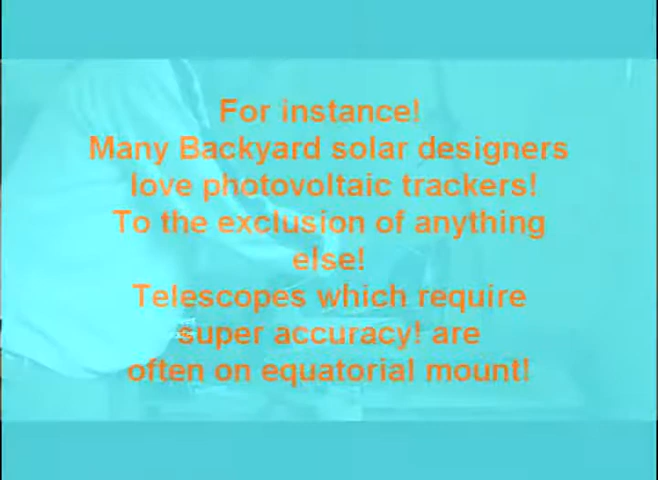 For instance!
Many Backyard solar designers
love photovoltaic trackers!
To the exclusion of anything
else!
Telescopes which require
super accuracy! are
often on equatorial mount!